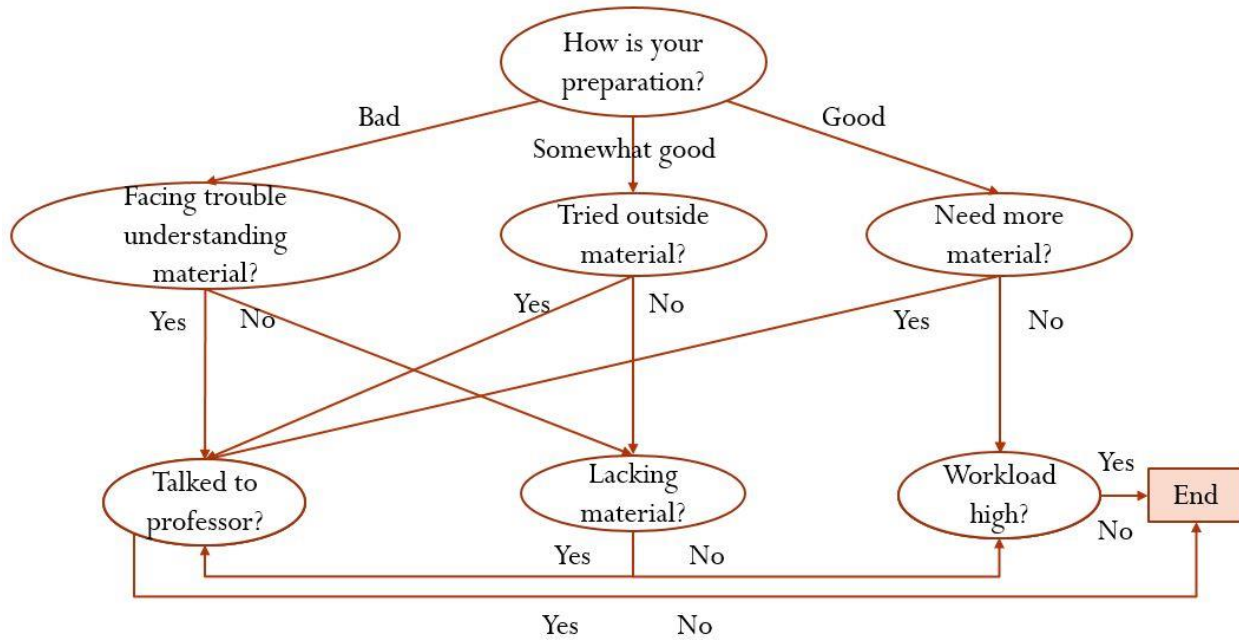 How is your
preparation?
Bad
Good
Somewhat good
Facing trouble
understanding
material?
Tried outside
material?
Need more
material?
Yes
No
Yes
No
Yes
No
Talked to
professor?
Lacking
material?
Workload
high?
Yes
No
End
Yes
No
Yes
No